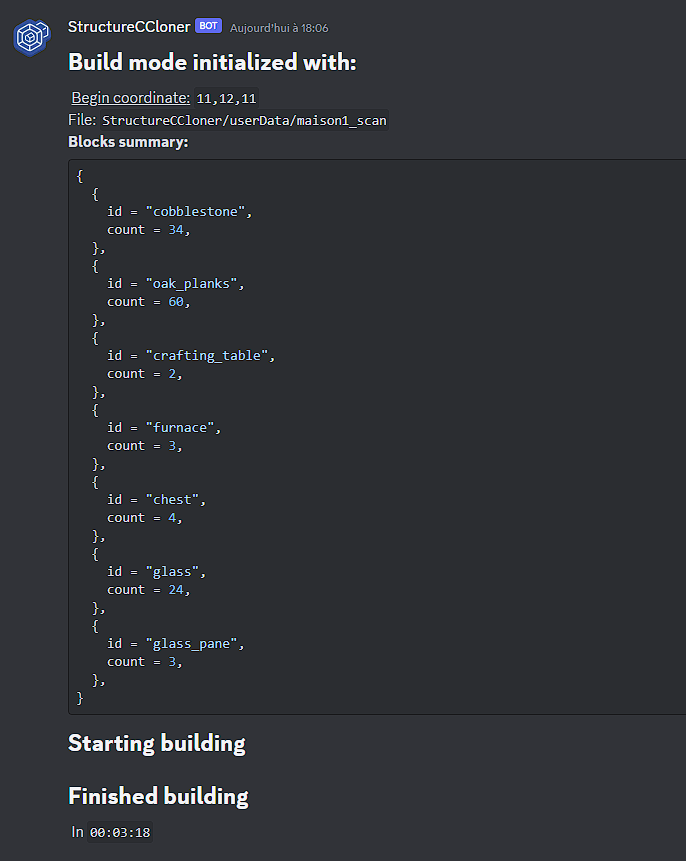 StructureCCloner BOT Aujourd'hui à 18:06
Build mode initialized with:
Begin coordinate: 11,12,11
File: StructureCCloner/userData/maison1_scan
Blocks summary:
{
  {
    id = "cobblestone",
    count = 34,
  },
  {
    id = "oak_planks",
    count = 60,
  },
  {
    id = "crafting_table",
    count = 2,
  },
  {
    id = "furnace",
    count = 3,
  },
  {
    id = "chest",
    count = 4,
  },
  {
    id = "glass",
    count = 24,
  },
  {
    id = "glass_pane",
    count = 3,
  },
}
Starting building
Finished building
In 00:03:18